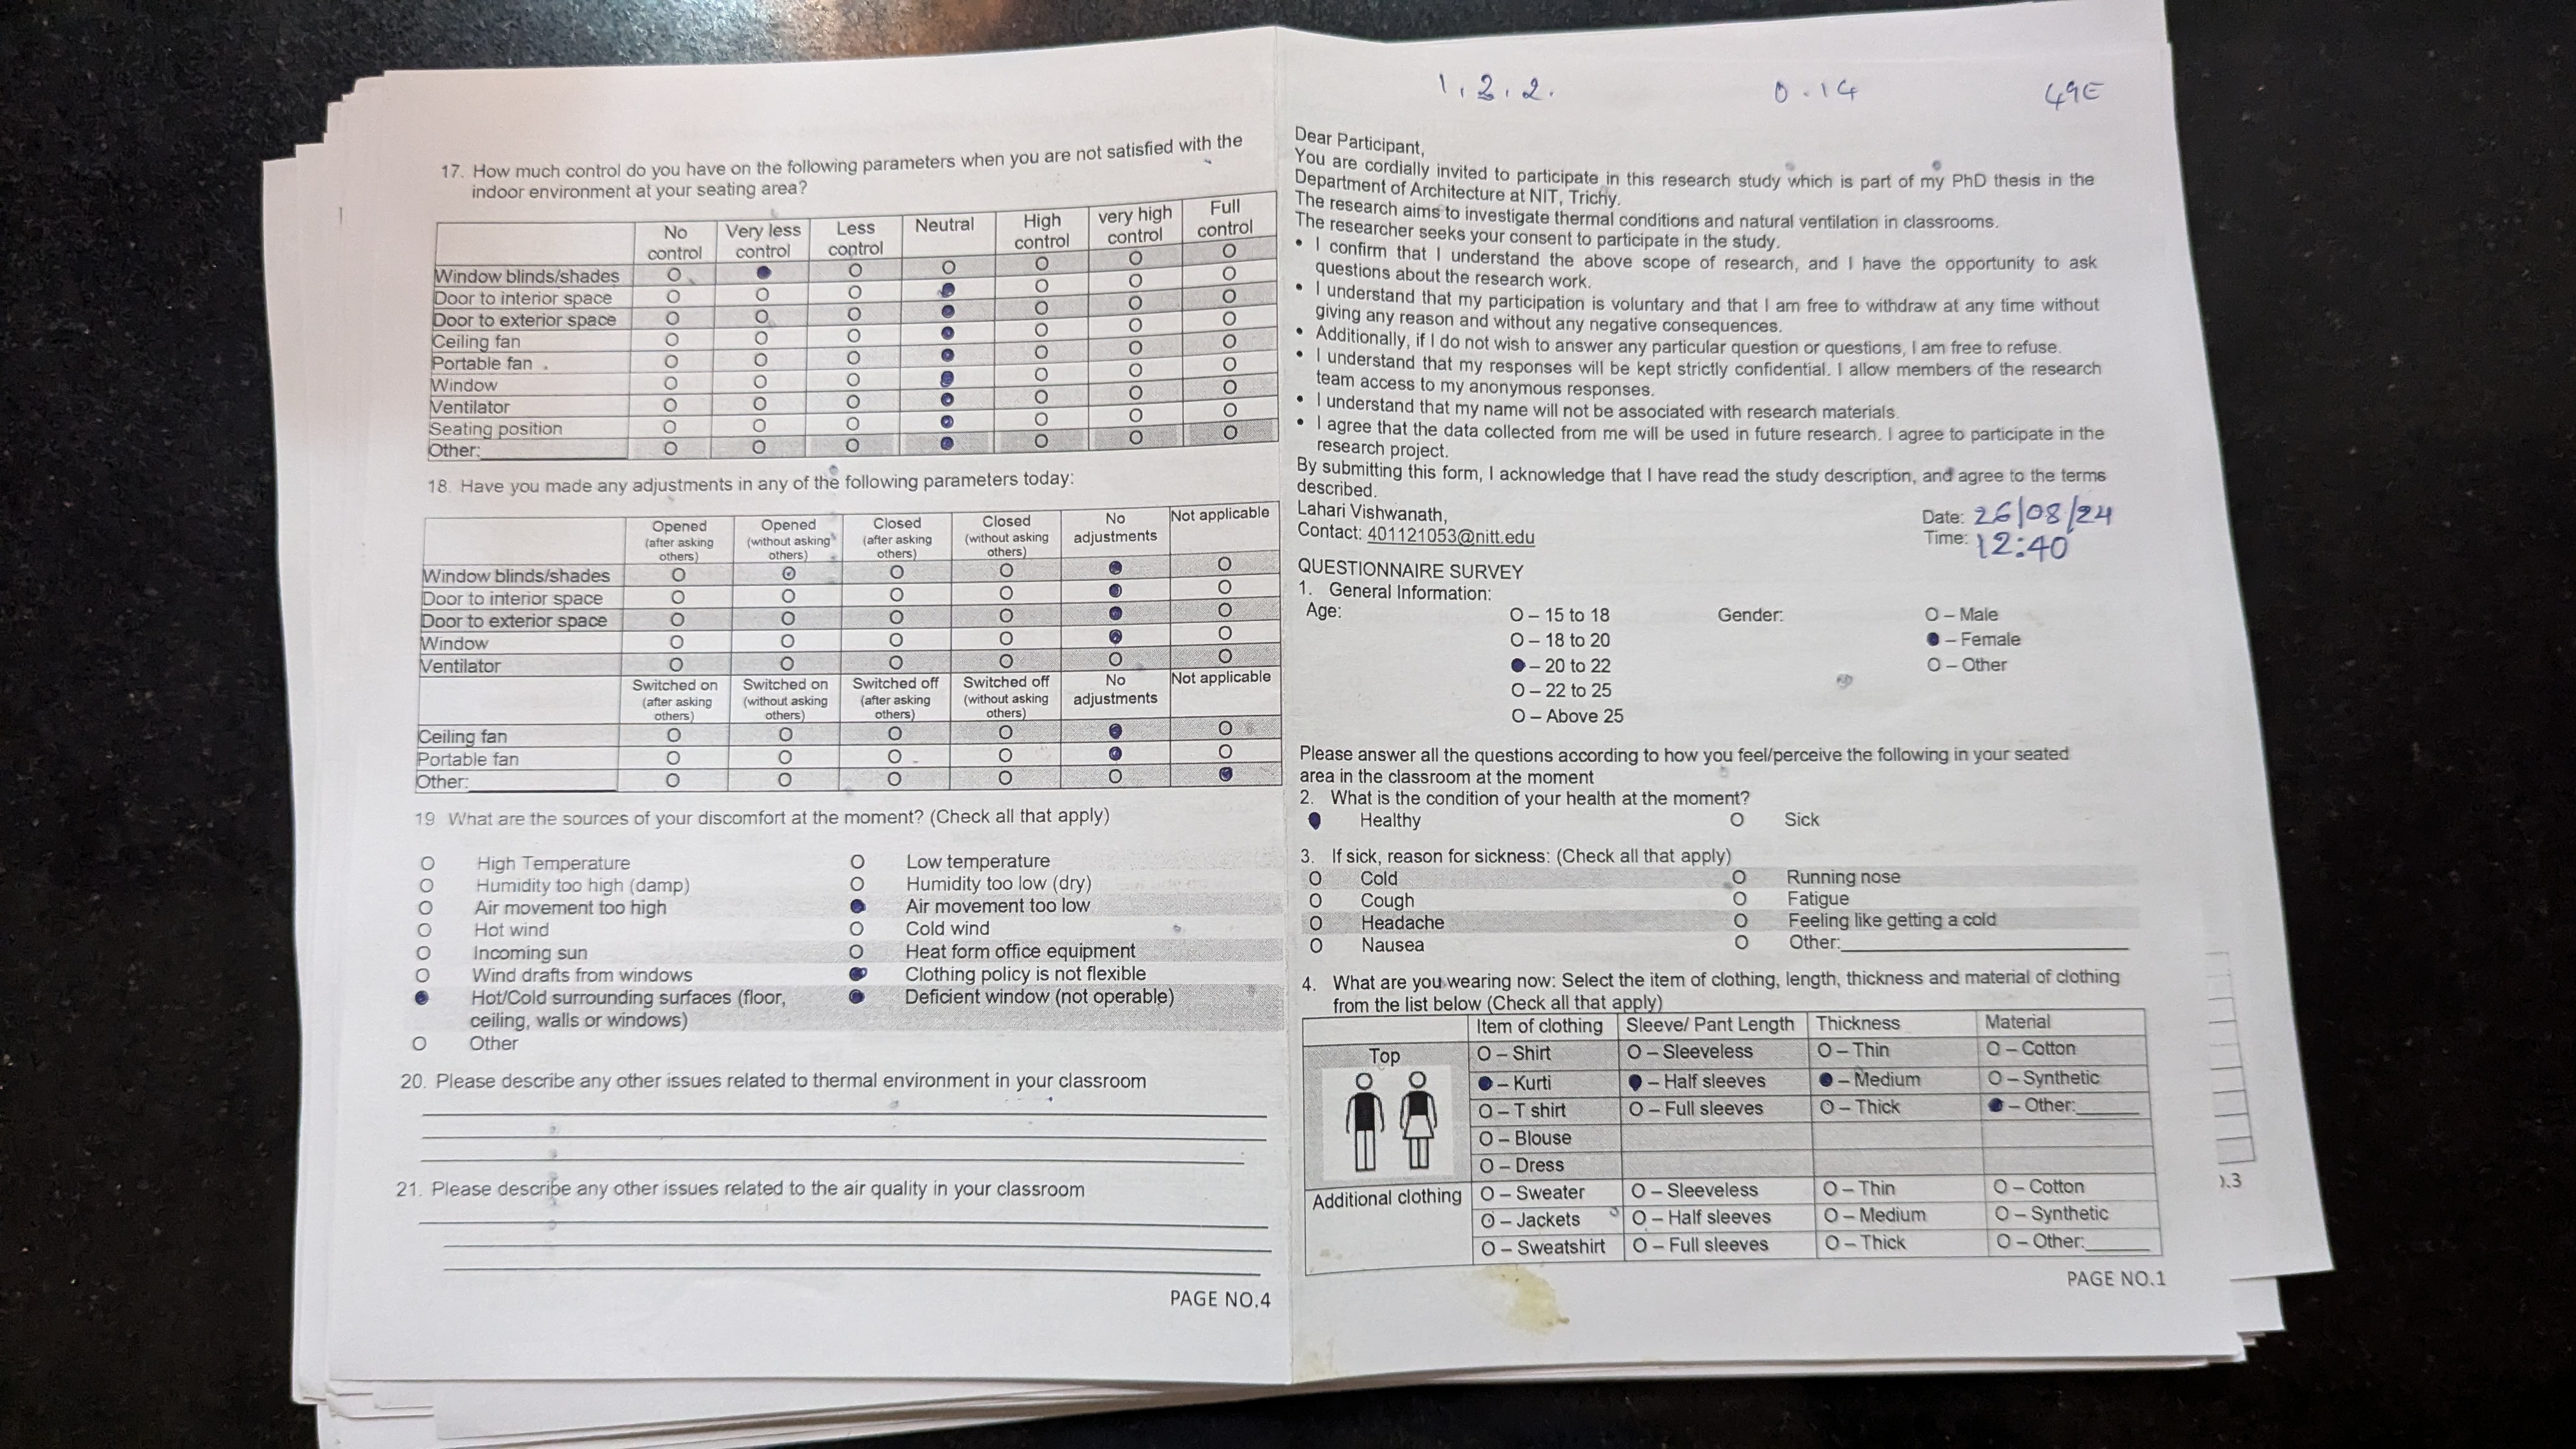 17. How much control do you have on the following parameters when you are not satisfied with the
indoor environment at your seating area?
No control Very less control Less control Neutral High control very high control Full control
Window blinds/shades O ● O O O O O
Door to interior space O O O ● O O O
Door to exterior space O O O ● O O O
Ceiling fan O O O ● O O O
Portable fan O O O ● O O O
Window O O O ● O O O
Ventilator O O O ● O O O
Seating position O O O ● O O O
Other: O O O ● O O O
18. Have you made any adjustments in any of the following parameters today:
Opened (after asking others) Opened (without asking others) Closed (after asking others) Closed (without asking others) No adjustments Not applicable
Window blinds/shades O O O O ● O
Door to interior space O O O O ● O
Door to exterior space O O O O ● O
Window O O O O ● O
Ventilator O O O O O O
Switched on (after asking others) Switched on (without asking others) Switched off (after asking others) Switched off (without asking others) No adjustments Not applicable
Ceiling fan O O O O ● O
Portable fan O O O O ● O
Other: O O O O O ●
19 What are the sources of your discomfort at the moment? (Check all that apply)
O High Temperature O Low temperature
O Humidity too high (damp) O Humidity too low (dry)
O Air movement too high ● Air movement too low
O Hot wind O Cold wind
O Incoming sun O Heat form office equipment
O Wind drafts from windows ● Clothing policy is not flexible
● Hot/Cold surrounding surfaces (floor, ● Deficient window (not operable)
ceiling, walls or windows)
O Other
20. Please describe any other issues related to thermal environment in your classroom
21. Please describe any other issues related to the air quality in your classroom
PAGE NO.4
1.2.2. 0.14 49E
Dear Participant,
You are cordially invited to participate in this research study which is part of my PhD thesis in the
Department of Architecture at NIT, Trichy.
The research aims to investigate thermal conditions and natural ventilation in classrooms.
The researcher seeks your consent to participate in the study.
• I confirm that I understand the above scope of research, and I have the opportunity to ask
questions about the research work.
• I understand that my participation is voluntary and that I am free to withdraw at any time without
giving any reason and without any negative consequences.
• Additionally, if I do not wish to answer any particular question or questions, I am free to refuse.
• I understand that my responses will be kept strictly confidential. I allow members of the research
team access to my anonymous responses.
• I understand that my name will not be associated with research materials.
• I agree that the data collected from me will be used in future research. I agree to participate in the
research project.
By submitting this form, I acknowledge that I have read the study description, and agree to the terms
described.
Lahari Vishwanath,
Contact: 401121053@nitt.edu
Date: 26/08/24
Time: 12:40
QUESTIONNAIRE SURVEY
1. General Information:
Age: O – 15 to 18 Gender: O – Male
O – 18 to 20 ● – Female
● – 20 to 22 O – Other
O – 22 to 25
O – Above 25
Please answer all the questions according to how you feel/perceive the following in your seated
area in the classroom at the moment
2. What is the condition of your health at the moment?
● Healthy O Sick
3. If sick, reason for sickness: (Check all that apply)
O Cold O Running nose
O Cough O Fatigue
O Headache O Feeling like getting a cold
O Nausea O Other:
4. What are you wearing now: Select the item of clothing, length, thickness and material of clothing
from the list below (Check all that apply)
Item of clothing Sleeve/ Pant Length Thickness Material
Top O – Shirt O – Sleeveless O – Thin O – Cotton
● – Kurti ● – Half sleeves ● – Medium O – Synthetic
O – T shirt O – Full sleeves O – Thick ● – Other:
O – Blouse
O – Dress
Additional clothing O – Sweater O – Sleeveless O – Thin O – Cotton
O – Jackets O – Half sleeves O – Medium O – Synthetic
O – Sweatshirt O – Full sleeves O – Thick O – Other:
PAGE NO.1
).3